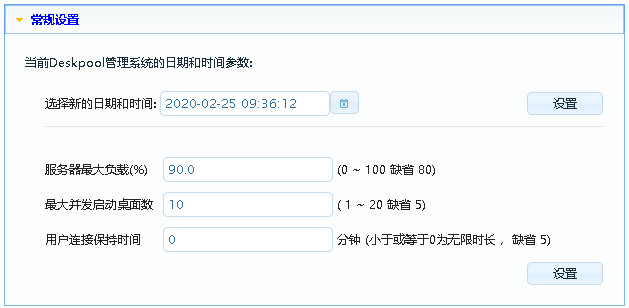 常规设置
当前Deskpool管理系统的日期和时间参数:
选择新的日期和时间: 2020-02-25 09:36:12 设置
服务器最大负载(%) 90.0 (0 ~ 100 缺省 80)
最大并发启动桌面数 10 ( 1 ~ 20 缺省 5)
用户连接保持时间 0 分钟 (小于或等于0为无限时长 ,  缺省 5)
设置